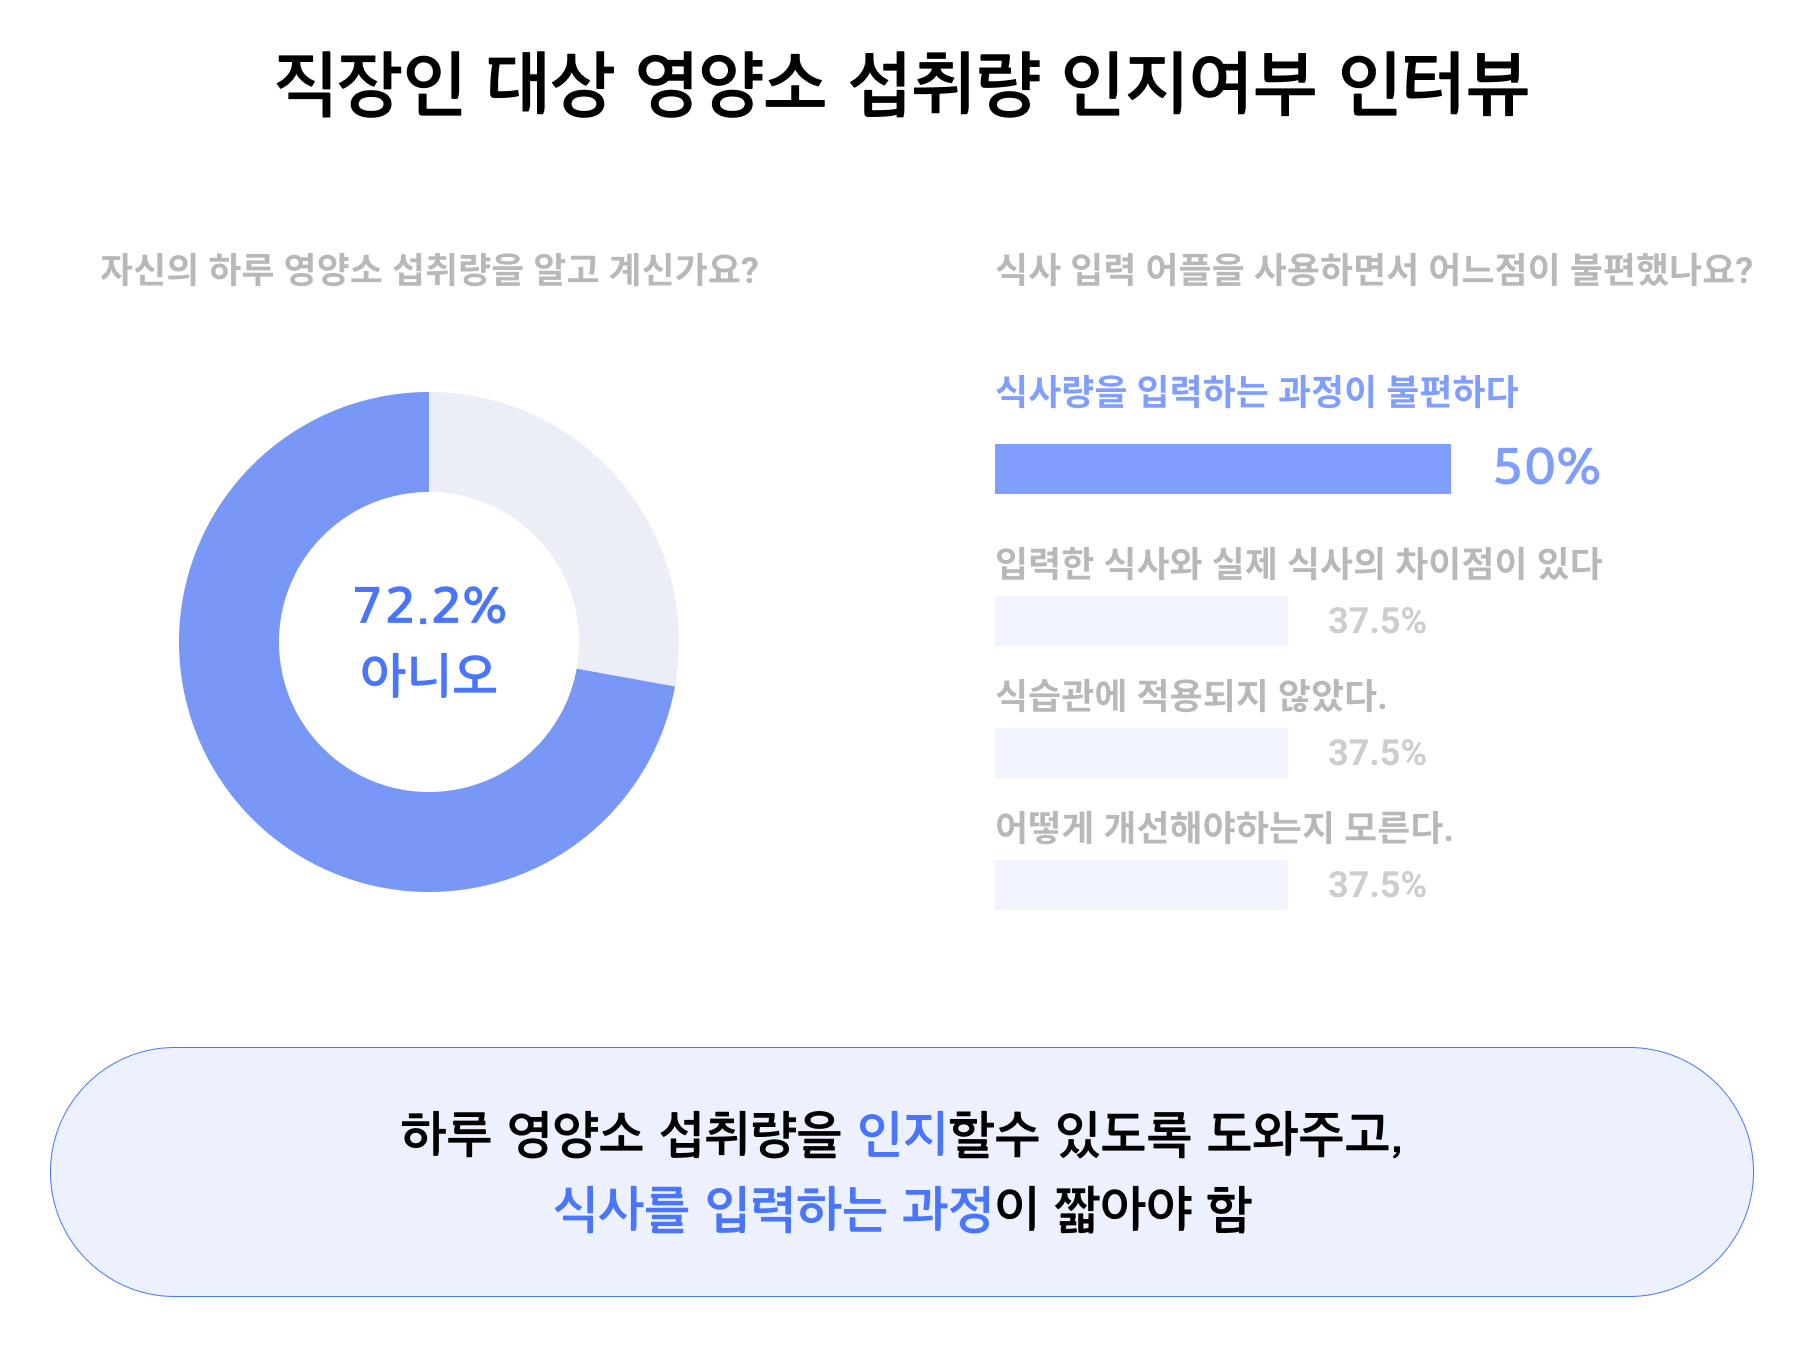 직장인 대상 영양소 섭취량 인지여부 인터뷰
자신의 하루 영양소 섭취량을 알고 계신가요?
72.2%
아니오
식사 입력 어플을 사용하면서 어느점이 불편했나요?
식사량을 입력하는 과정이 불편하다
50%
입력한 식사와 실제 식사의 차이점이 있다
37.5%
식습관에 적용되지 않았다.
37.5%
어떻게 개선해야하는지 모른다.
37.5%
하루 영양소 섭취량을 인지할수 있도록 도와주고,
식사를 입력하는 과정이 짧아야 함